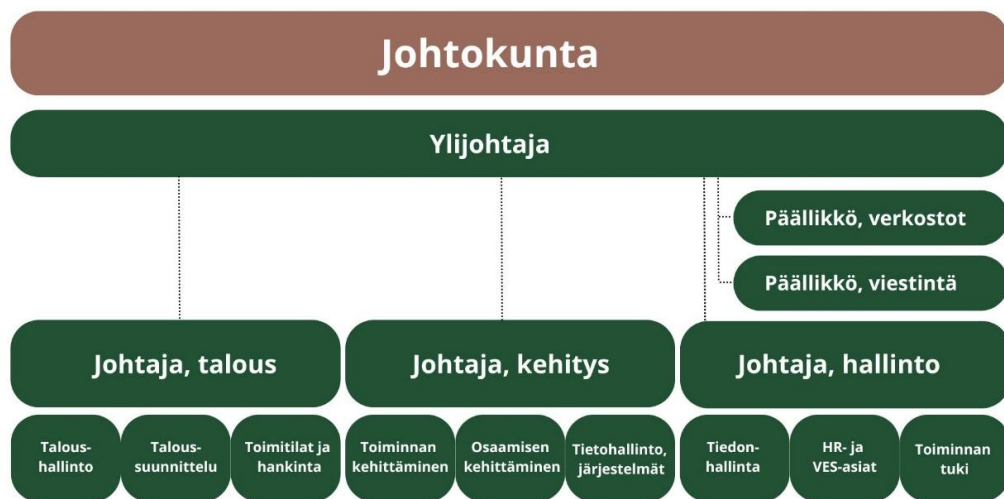 Johtokunta
Ylijohtaja
Päällikkö, verkostot
Päällikkö, viestintä
Johtaja, talous
Johtaja, kehitys
Johtaja, hallinto
Talous-
hallinto
Talous-
suunnittelu
Toimitilat ja
hankinta
Toiminnan
kehittäminen
Osaamisen
kehittäminen
Tietohallinto,
järjestelmät
Tiedon-
hallinta
HR- ja
VES-asiat
Toiminnan
tuki